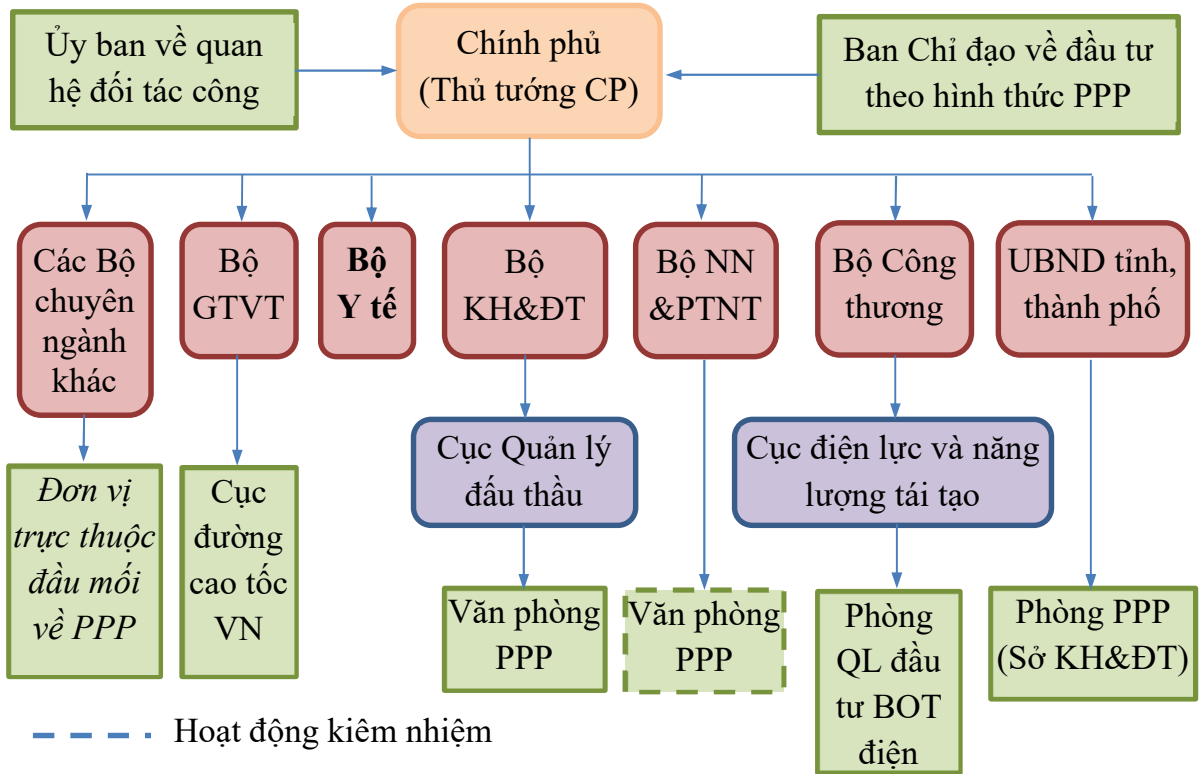 Ủy ban về quan
hệ đối tác công
Chính phủ
(Thủ tướng CP)
Ban Chỉ đạo về đầu tư
theo hình thức PPP
Các Bộ
chuyên
ngành
khác
Bộ
GTVT
Bộ
Y tế
Bộ
KH&ĐT
Bộ NN
&PTNT
Bộ Công
thương
UBND tỉnh,
thành phố
Cục Quản lý
đấu thầu
Cục điện lực và năng
lượng tái tạo
Đơn vị
trực thuộc
đầu mối
về PPP
Cục
đường
cao tốc
VN
Văn phòng
PPP
Văn phòng
PPP
Phòng
QL đầu
tư BOT
điện
Phòng PPP
(Sở KH&ĐT)
Hoạt động kiêm nhiệm